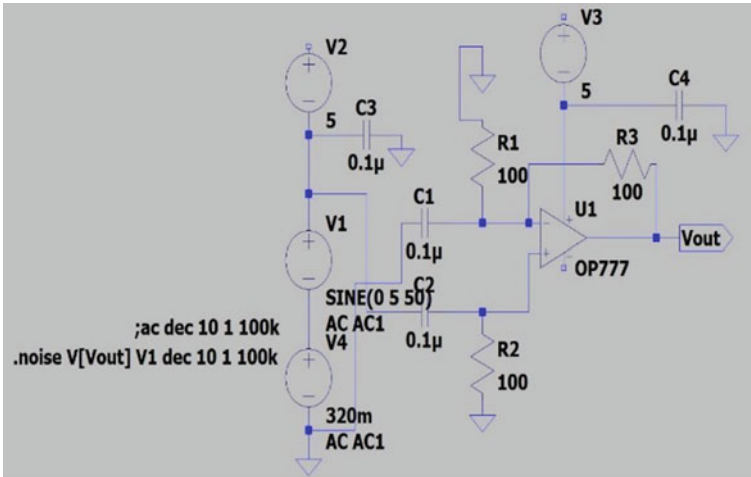 V2
5
C3
0.1µ
V3
5
C4
0.1µ
R1
100
R3
100
C1
0.1µ
U1
Vout
OP777
V1
SINE(0 5 50)
AC AC1
C2
0.1µ
;ac dec 10 1 100k
.noise V[Vout] V1 dec 10 1 100k
V4
320m
AC AC1
R2
100